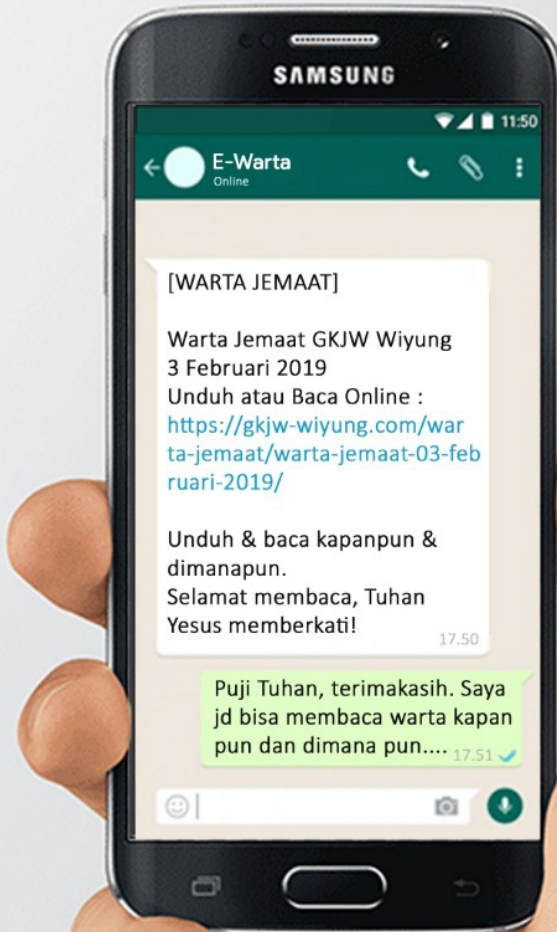 SAMSUNG
11:50
E-Warta
Online
[WARTA JEMAAT]
Warta Jemaat GKJW Wiyung
3 Februari 2019
Unduh atau Baca Online :
https://gkjw-wiyung.com/war
ta-jemaat/warta-jemaat-03-feb
ruari-2019/
Unduh & baca kapanpun &
dimanapun.
Selamat membaca, Tuhan
Yesus memberkati!
17.50
Puji Tuhan, terimakasih. Saya
jd bisa membaca warta kapan
pun dan dimana pun....
17.51